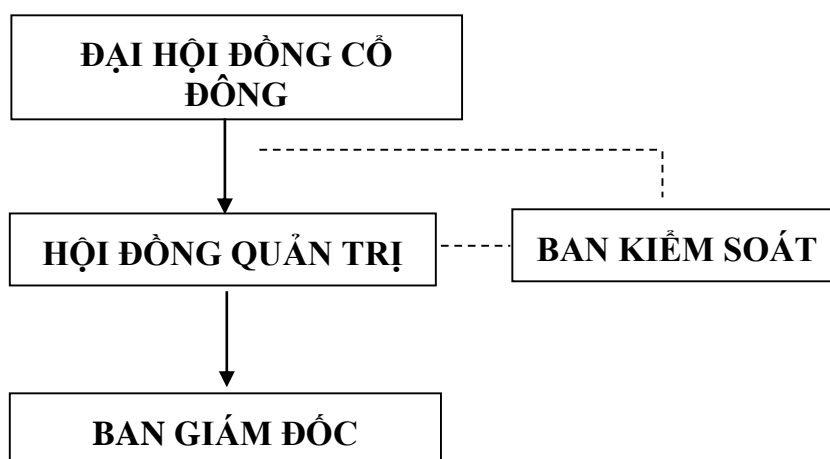 ĐẠI HỘI ĐỒNG CỔ
ĐÔNG
HỘI ĐỒNG QUẢN TRỊ
BAN KIỂM SOÁT
BAN GIÁM ĐỐC